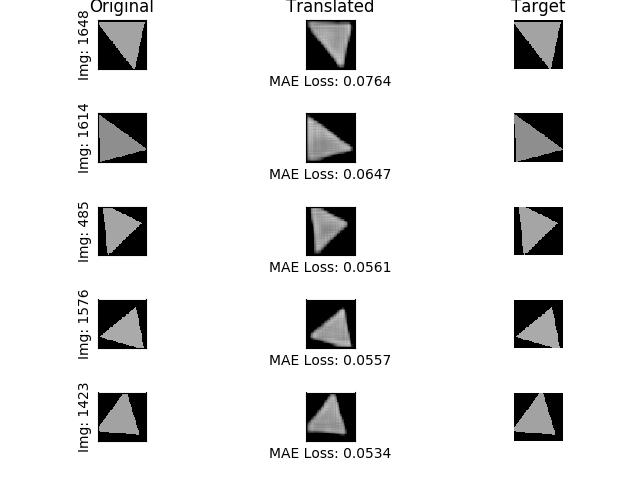 Original Translated Target
Img: 1648
MAE Loss: 0.0764
Img: 1614
MAE Loss: 0.0647
Img: 485
MAE Loss: 0.0561
Img: 1576
MAE Loss: 0.0557
Img: 1423
MAE Loss: 0.0534